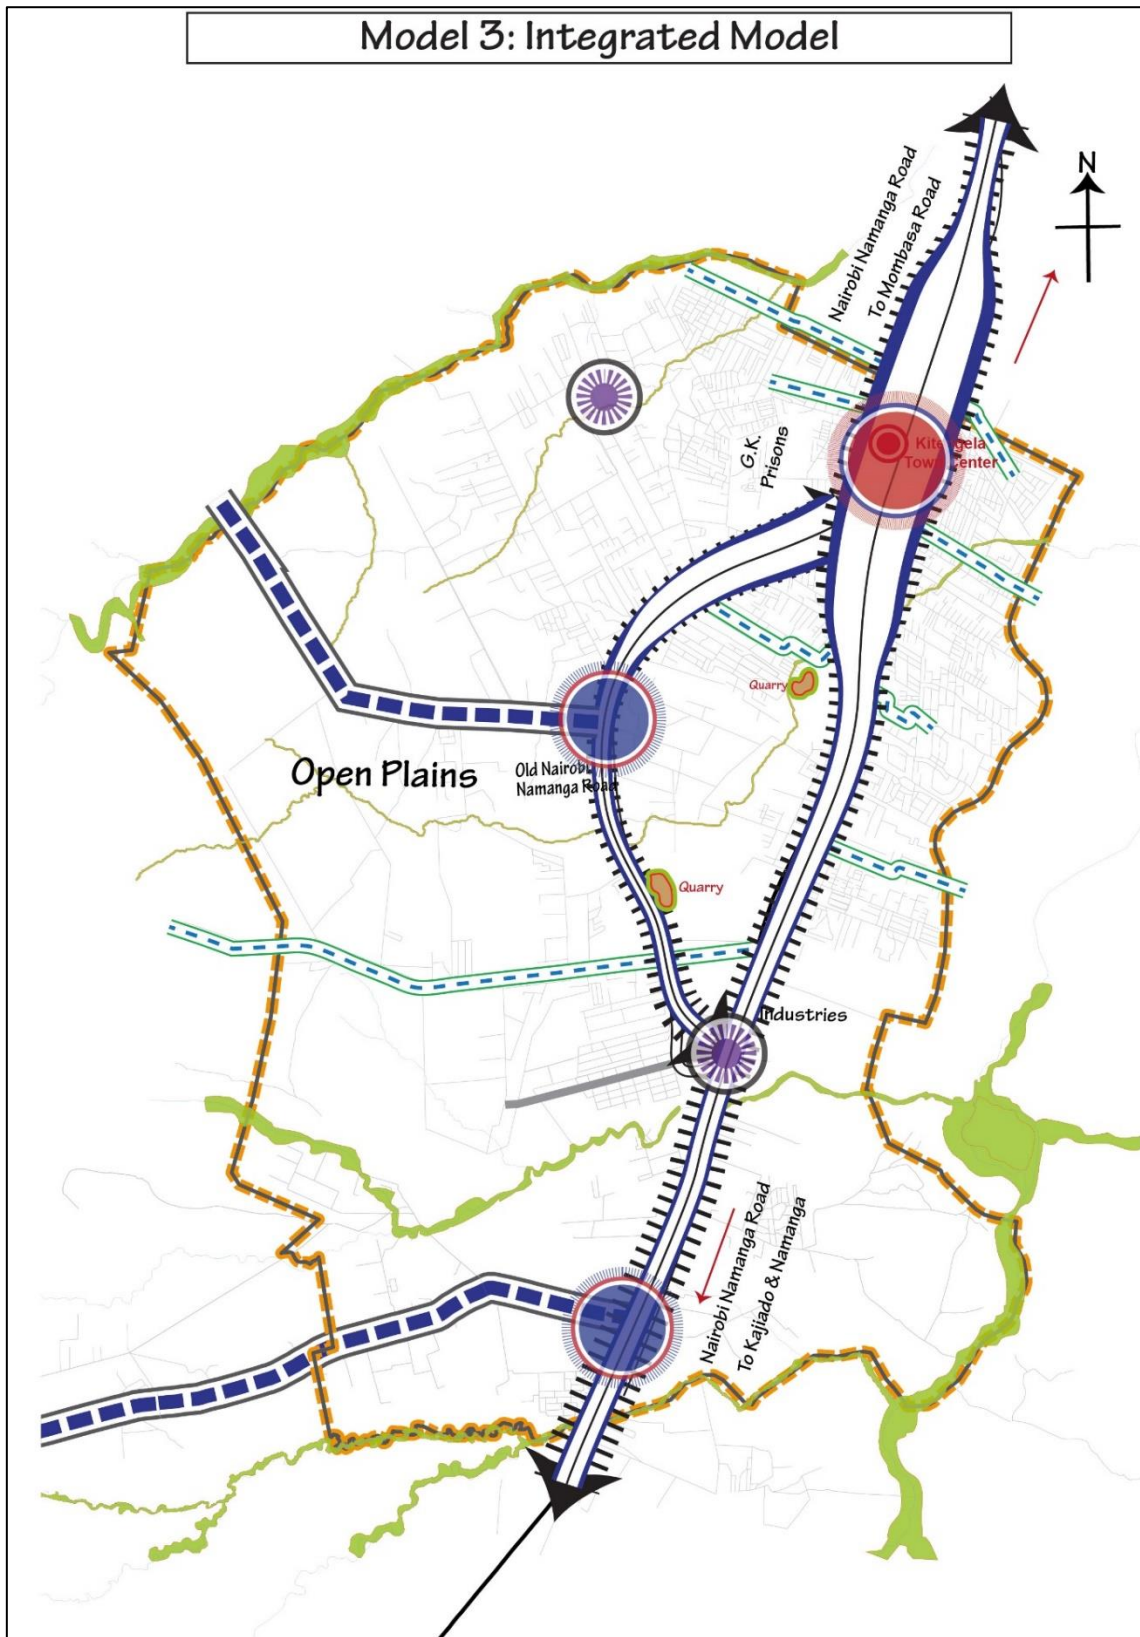 Model 3: Integrated Model
N
Nairobi Namanga Road
To Mombasa Road
Kitengela
Town Center
G.K.
Prisons
Quarry
Open Plains
Old Nairobi
Namanga Road
Quarry
Industries
Nairobi Namanga Road
To Kajiado & Namanga